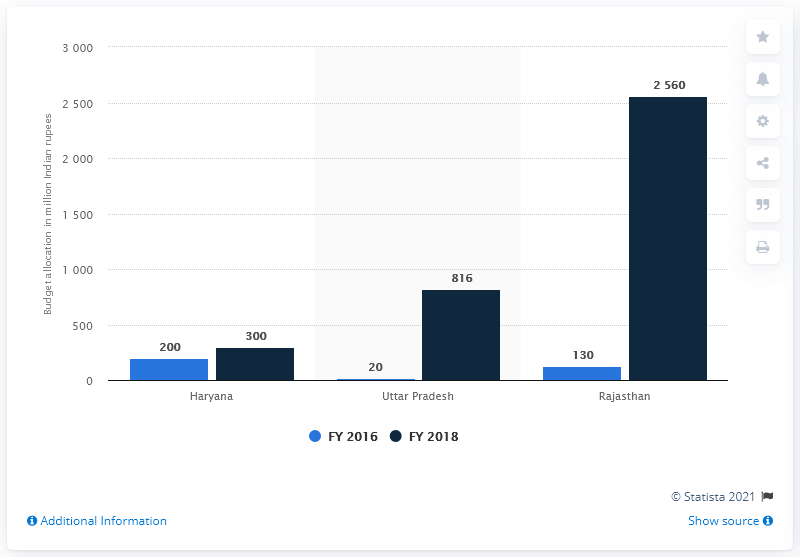 Budget allocation in million Indian rupees
3 000
2 500
2 000
1 500
1 000
500
0
200
300
20
816
130
2 560
Haryana
Uttar Pradesh
Rajasthan
FY 2016
FY 2018
© Statista 2021
Additional Information
Show source